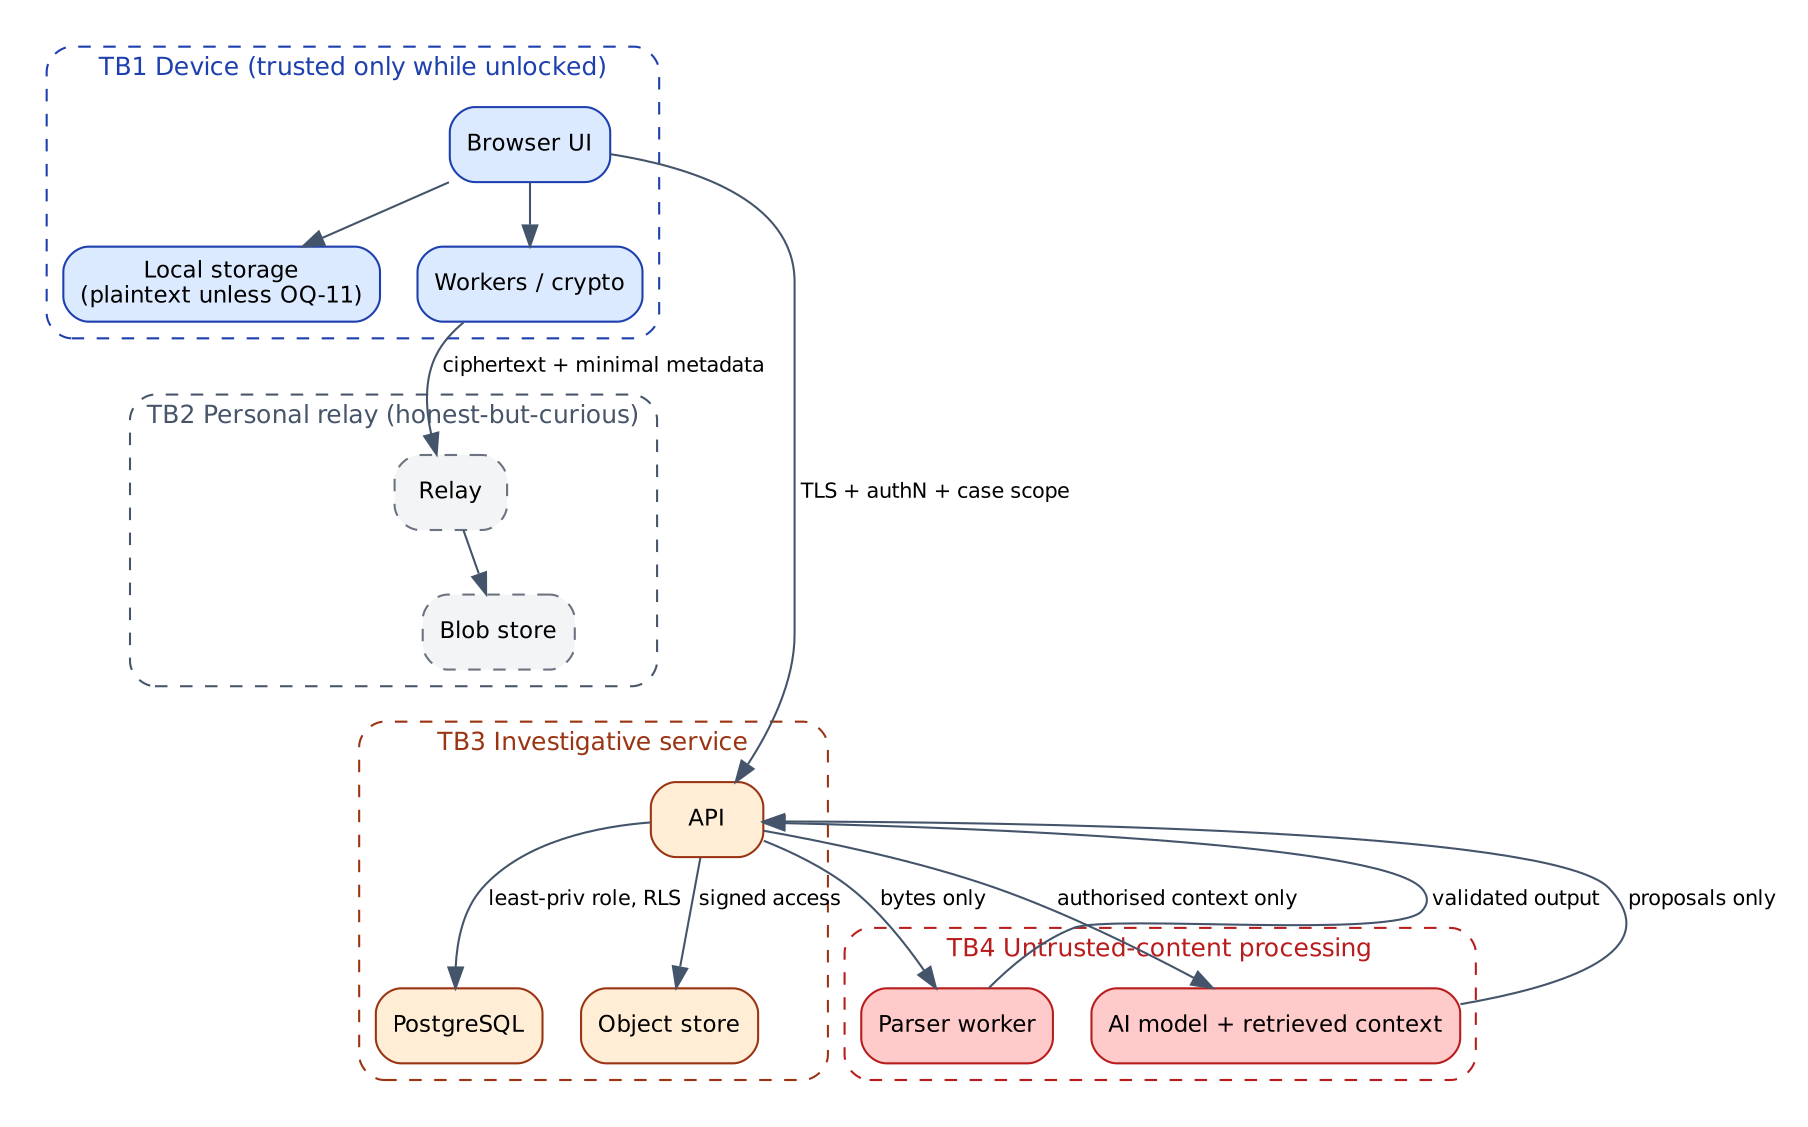 TB1 Device (trusted only while unlocked)
Browser UI
Local storage
(plaintext unless OQ-11)
Workers / crypto
ciphertext + minimal metadata
TB2 Personal relay (honest-but-curious)
Relay
TLS + authN + case scope
Blob store
TB3 Investigative service
API
least-priv role, RLS
signed access
bytes only
authorised context only
validated output
proposals only
TB4 Untrusted-content processing
PostgreSQL
Object store
Parser worker
AI model + retrieved context